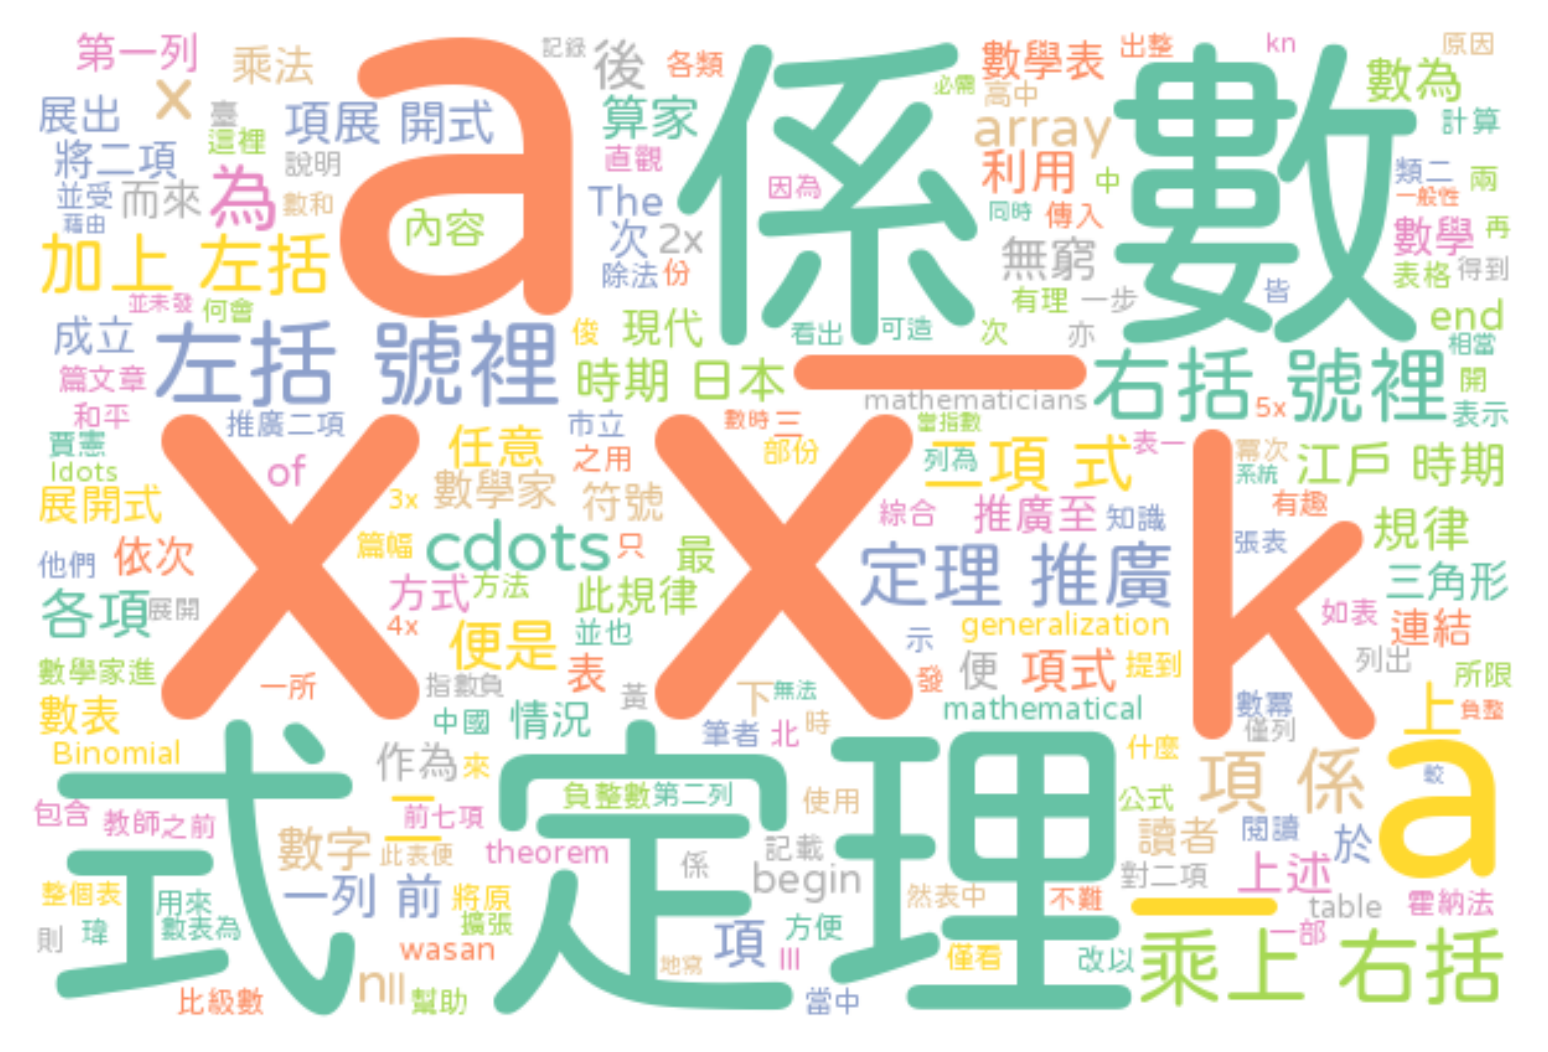 第一列 乘法 a 記錄 後 各類 係數 數學表 出整 kn 原因
展出 x 臺 項展 開式 算家 必需 高中 array 數為 計算
將二項 這裡 說明 直觀 因為 利用 中 類二 兩
並受 而來 為 數和 內容 The 同時 傳入 一般性
藉由 次 2x 無窮 數學 再
加上 左括 除法 份 有理 一步 皆 表格 得到
並未發 何會 end
成立 左括 號裡 俊 現代 看出 可造 次 亦 相當
篇文章 時期 日本 一 右括 號裡 開
和平 推廣二項 市立 數時 三 mathematicians 當指數 5x 表示
賈憲 x 任意 之用 部份 x 列為 二項 式 表一 k 冪次 江戶 時期
ldots of 系統
展開式 3x 數學家 符號 綜合 推廣至 知識 有趣 規律
他們 依次 篇幅 cdots 只 最 定理 推廣 張表 三角形
各項 展開 方式 方法 此規律 如表 連結
4x 便是 並也 示 generalization
數學家進 一所 指數負 表 黃 下 無法 發 便 項式 提到 列出 所限
數表 中國 情況 筆者 北 時 mathematical 數冪 僅列 上 負整
Binomial 式定理 作為 來 什麼 項 係 a 較
包含 教師之前 二 前七項 負整數 第二列 使用 公式
數字 此表便 theorem 係 記載 讀者 閱讀 於
整個表 用來 一列 前 將原 begin 然表中 不難 對二項 上述 一 table 霍納法
則 瑋 數表為 擴張 項 方便 一部
wasan 地寫 III 僅看 改以 乘上 右括
比級數 nII 幫助 當中